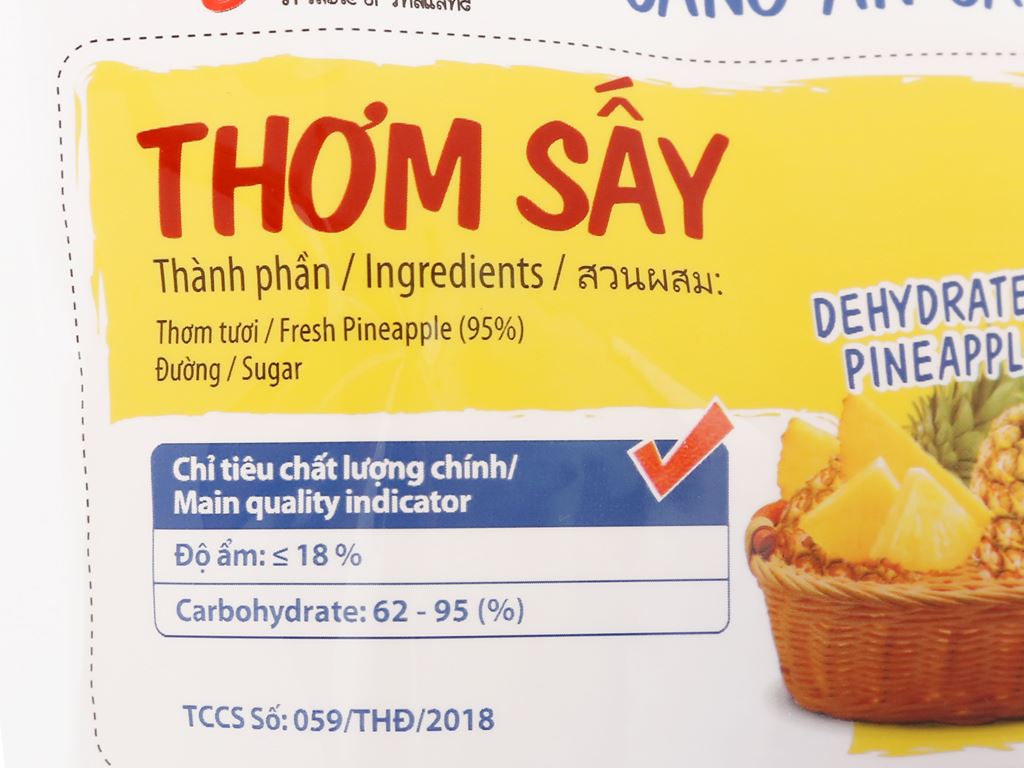 THƠM SẤY
Thành phần / Ingredients / สวนผสม:
Thơm tươi / Fresh Pineapple (95%)
Đường / Sugar
DEHYDRATE
PINEAPPL
Chỉ tiêu chất lượng chính/
Main quality indicator
Độ ẩm: ≤ 18 %
Carbohydrate: 62 - 95 (%)
TCCS Số: 059/THĐ/2018